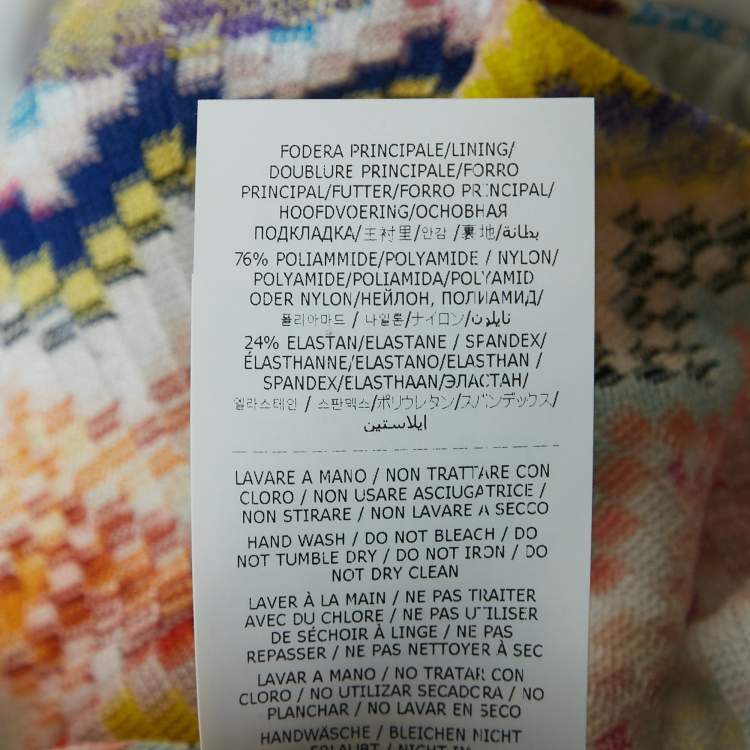 FODERA PRINCIPALE/LINING/
DOUBLURE PRINCIPALE/FORRO
PRINCIPAL/FUTTER/FORRO PRINCIPAL/
HOOFDVOERING/ОСНОВНАЯ
ПОДКЛАДКА/主衬里/안감 /裏地/بطانة
76% POLIAMMIDE/POLYAMIDE / NYLON/
POLYAMIDE/POLIAMIDA/POLYAMID
ODER NYLON/НЕЙЛОН, ПОЛИАМИД/
폴리아마드 / 나일론/ナイロン/نايلون
24% ELASTAN/ELASTANE / SPANDEX/
ÉLASTHANNE/ELASTANO/ELASTHAN /
SPANDEX/ELASTHAAN/ЭЛАСТАН/
엘라스테인 / 스판덱스/ポリウレタン/スパンデックス/
ايلاستين
LAVARE A MANO / NON TRATTARE CON
CLORO / NON USARE ASCIUGATRICE /
NON STIRARE / NON LAVARE A SECCO
HAND WASH / DO NOT BLEACH / DO
NOT TUMBLE DRY / DO NOT IRON / DO
NOT DRY CLEAN
LAVER À LA MAIN / NE PAS TRAITER
AVEC DU CHLORE / NE PAS UTILISER
DE SÉCHOIR À LINGE / NE PAS
REPASSER / NE PAS NETTOYER À SEC
LAVAR A MANO / NO TRATAR CON
CLORO / NO UTILIZAR SECADORA / NO
PLANCHAR / NO LAVAR EN SECO
HANDWÄSCHE / BLEICHEN NICHT
ERLAUBT / NICHT IN